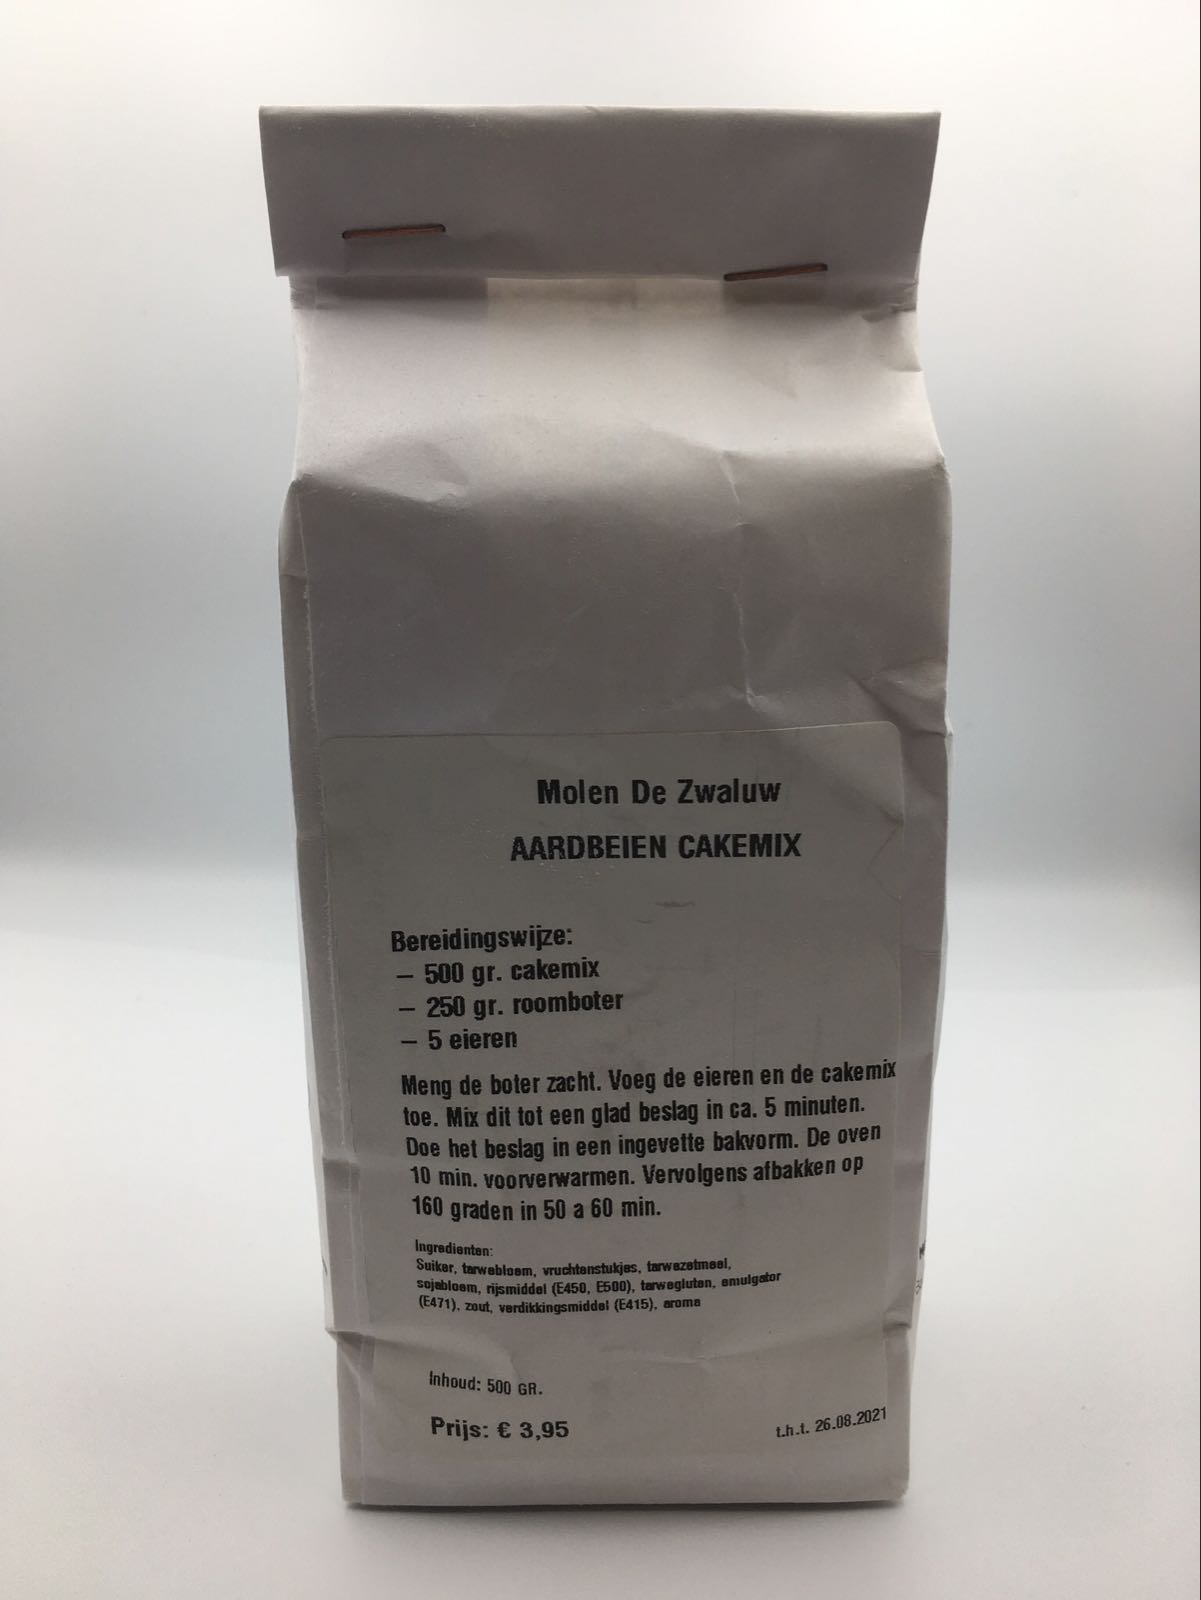 Molen De Zwaluw
AARDBEIEN CAKEMIX
Bereidingswijze:
– 500 gr. cakemix
– 250 gr. roomboter
– 5 eieren
Meng de boter zacht. Voeg de eieren en de cakemix
toe. Mix dit tot een glad beslag in ca. 5 minuten.
Doe het beslag in een ingevette bakvorm. De oven
10 min. voorverwarmen. Vervolgens afbakken op
160 graden in 50 a 60 min.
Ingredienten:
Suiker, tarwebloem, vruchtenstukjes, tarwezetmeel,
sojabloem, rijsmiddel (E450, E500), tarwegluten, emulgator
(E471), zout, verdikkingsmiddel (E415), aroma
Inhoud: 500 GR.
Prijs: € 3,95
t.h.t. 26.08.2021